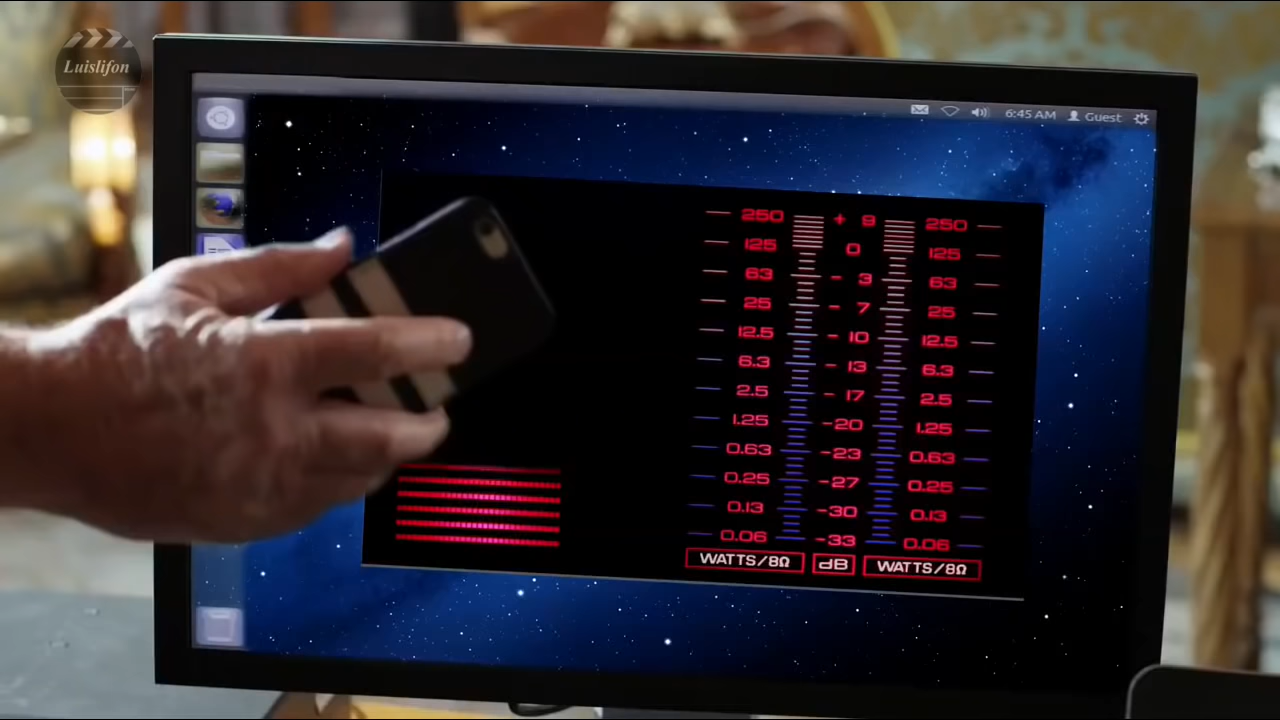 Luislifon
6:45 AM Guest
250 + 9 250
125 0 125
63 - 3 63
25 - 7 25
12.5 - 10 12.5
6.3 - 13 6.3
2.5 - 17 2.5
1.25 -20 1.25
0.63 -23 0.63
0.25 -27 0.25
0.13 -30 0.13
0.06 -33 0.06
WATTS/8Ω dB WATTS/8Ω